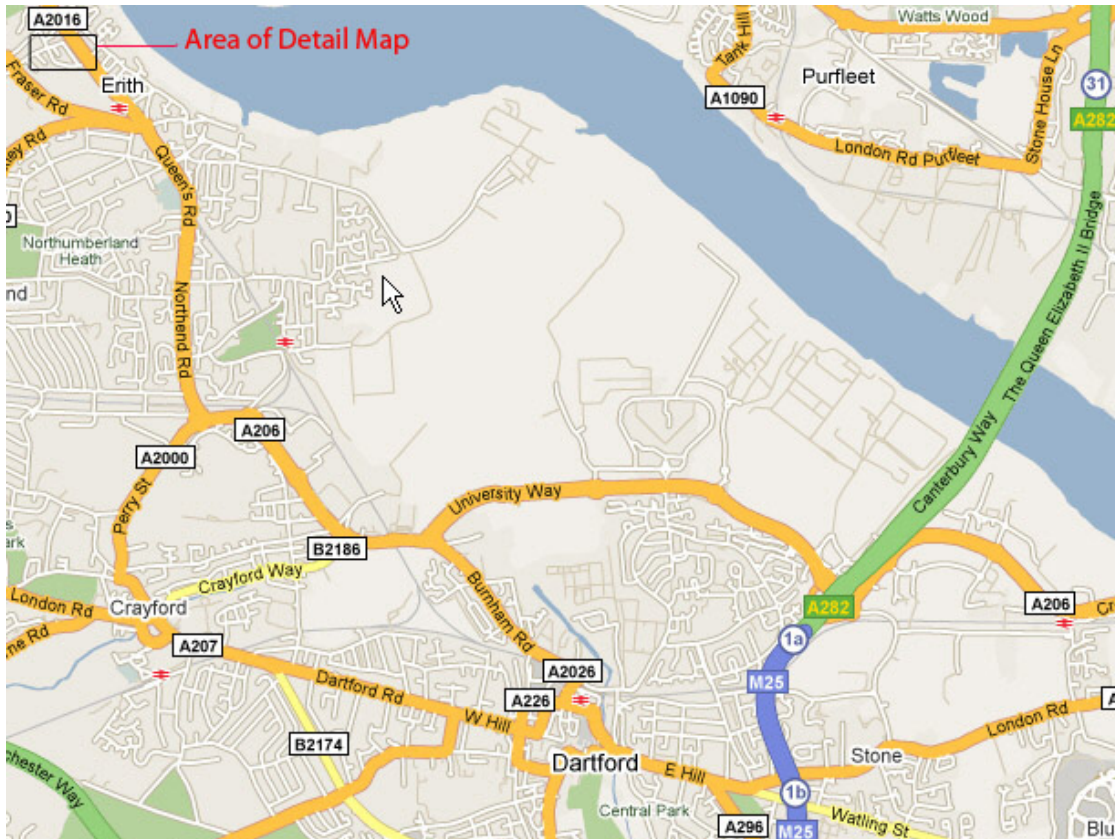 A2016
Area of Detail Map
Erith
Fraser Rd
Queen's Rd
Northumberland
Heath
Northend Rd
A206
A2000
Perry St
B2186
Crayford Way
London Rd
Crayford
A207
Dartford Rd
B2174
W Hill
A226
A2026
Burnham Rd
University Way
Dartford
E Hill
Central Park
A296
Watling St
M25
1b
M25
1a
A282
Stone
London Rd
A206
Canterbury Way
The Queen Elizabeth II Bridge
A282
31
Stone House Ln
London Rd Purfleet
A1090
Tank Hill
Purfleet
Watts Wood